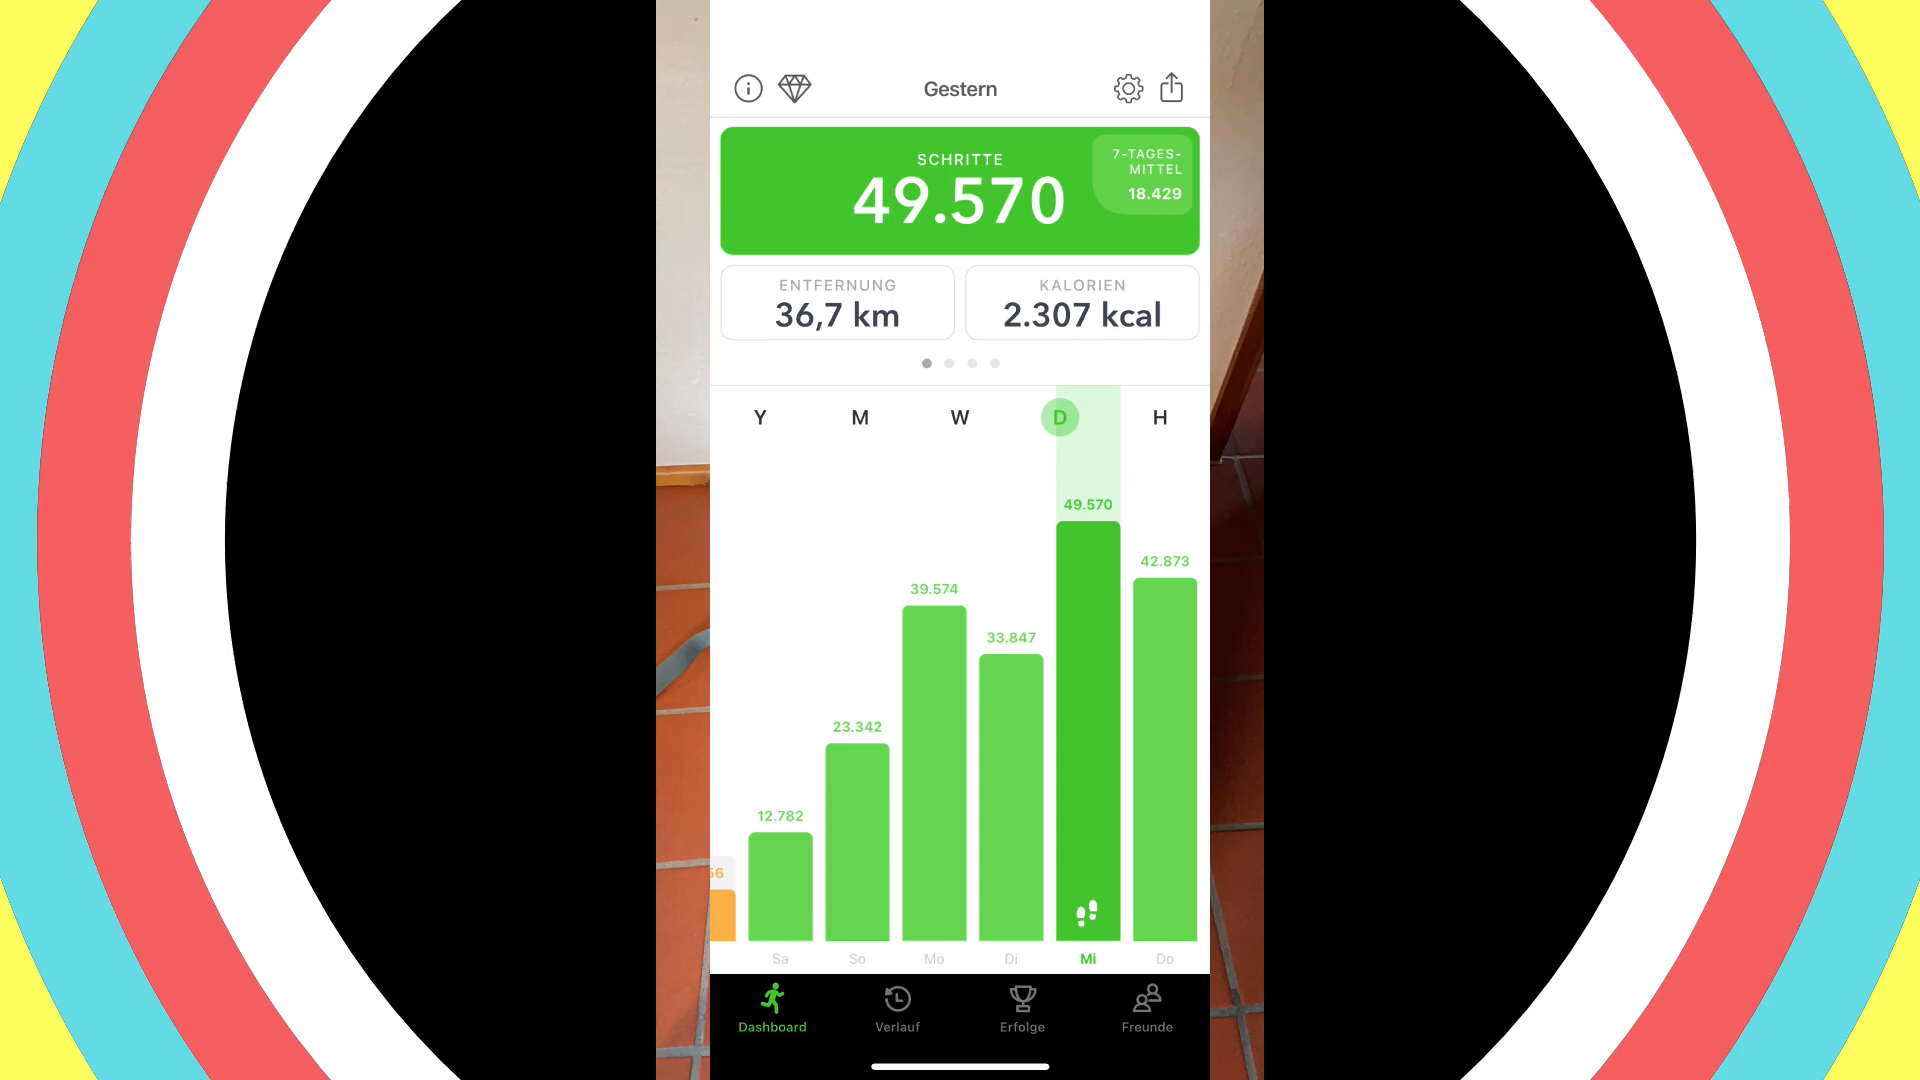 Gestern
SCHRITTE
49.570
7-TAGES-
MITTEL
18.429
ENTFERNUNG
36,7 km
KALORIEN
2.307 kcal
Y M W D H
49.570
42.873
39.574
33.847
23.342
12.782
56
Sa So Mo Di Mi Do
Dashboard Verlauf Erfolge Freunde